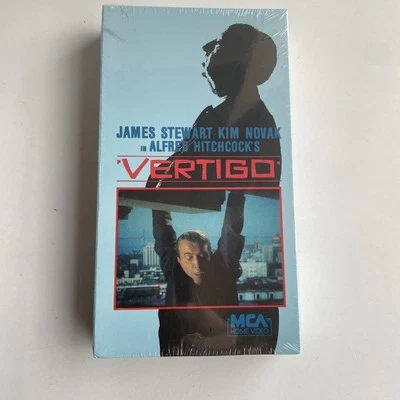 JAMES STEWART KIM NOVAK
IN ALFRED HITCHCOCK'S
'VERTIGO'
MCA
HOME VIDEO